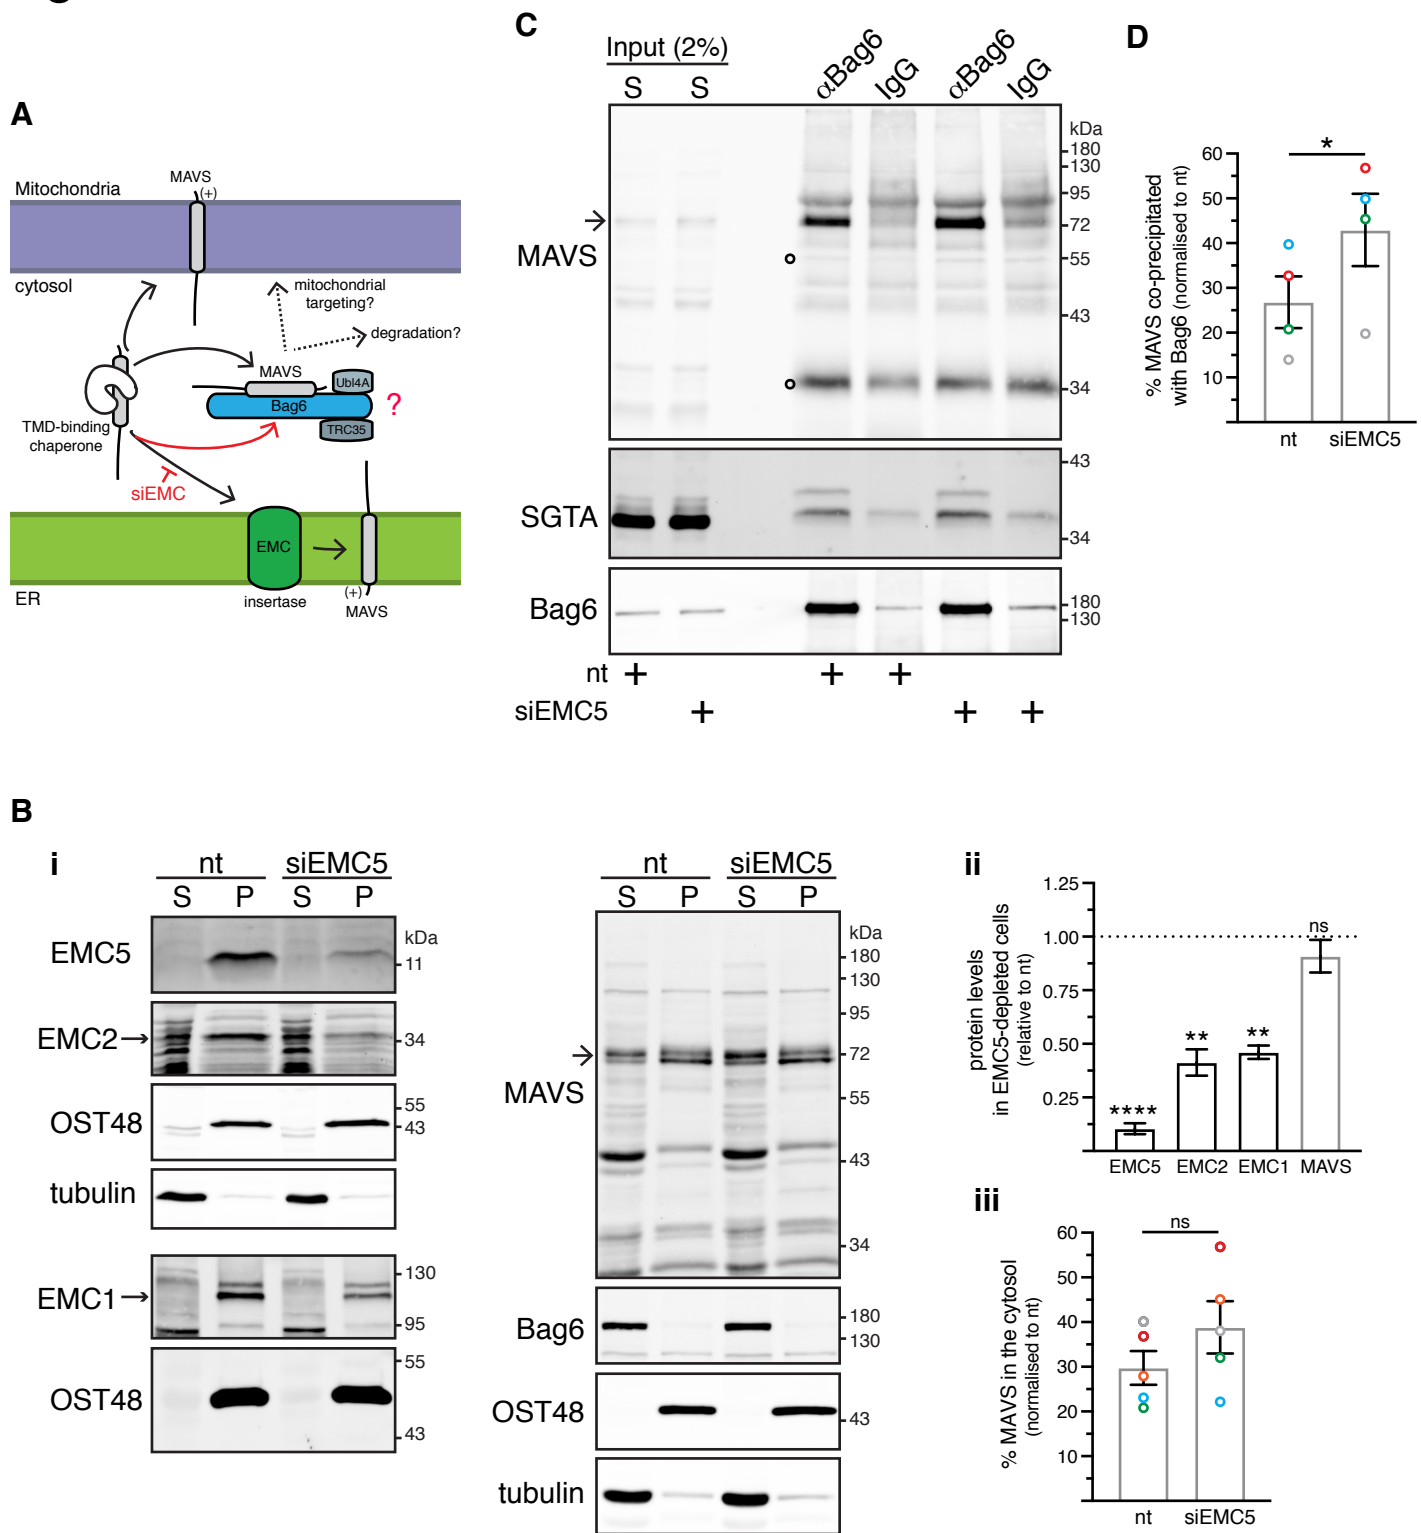 A
Mitochondria
MAVS
(+)
cytosol
mitochondrial
targeting?
degradation?
MAVS
Ubl4A
Bag6
?
TRC35
TMD-binding
chaperone
siEMC
EMC
insertase
(+)
MAVS
ER
C
Input (2%)
S S
αBag6 IgG αBag6 IgG
kDa
180
130
95
72
55
43
34
MAVS
SGTA
43
34
Bag6
180
130
nt + + +
siEMC5 + + +
D
% MAVS co-precipitated
with Bag6 (normalised to nt)
60
50
40
30
20
10
*
nt siEMC5
B
i
nt siEMC5
S P S P
EMC5
kDa
11
EMC2
34
OST48
55
43
tubulin
EMC1
130
95
OST48
55
43
nt siEMC5
S P S P
kDa
180
130
95
72
55
43
34
MAVS
Bag6
180
130
OST48
43
tubulin
ii
protein levels
in EMC5-depleted cells
(relative to nt)
1.25
1.00
0.75
0.50
0.25
****
**
**
ns
EMC5 EMC2 EMC1 MAVS
iii
% MAVS in the cytosol
(normalised to nt)
60
50
40
30
20
10
ns
nt siEMC5